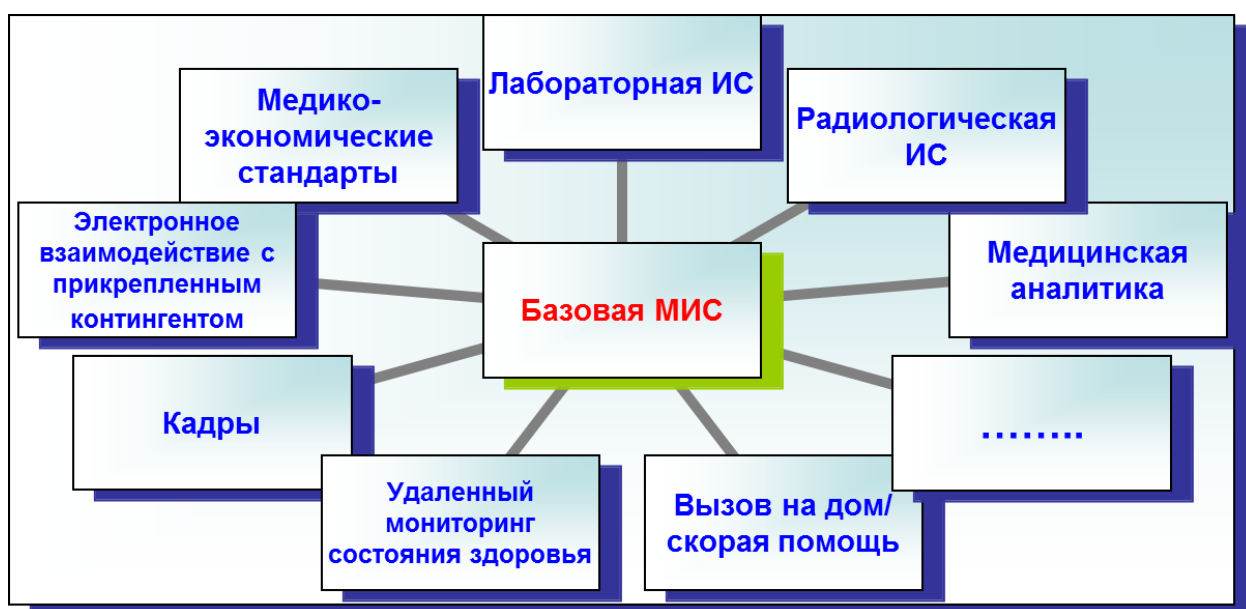 Лабораторная ИС
Медико-
экономические
стандарты
Радиологическая
ИС
Электронное
взаимодействие с
прикрепленным
контингентом
Медицинская
аналитика
Базовая МИС
Кадры
........
Удаленный
мониторинг
состояния здоровья
Вызов на дом/
скорая помощь